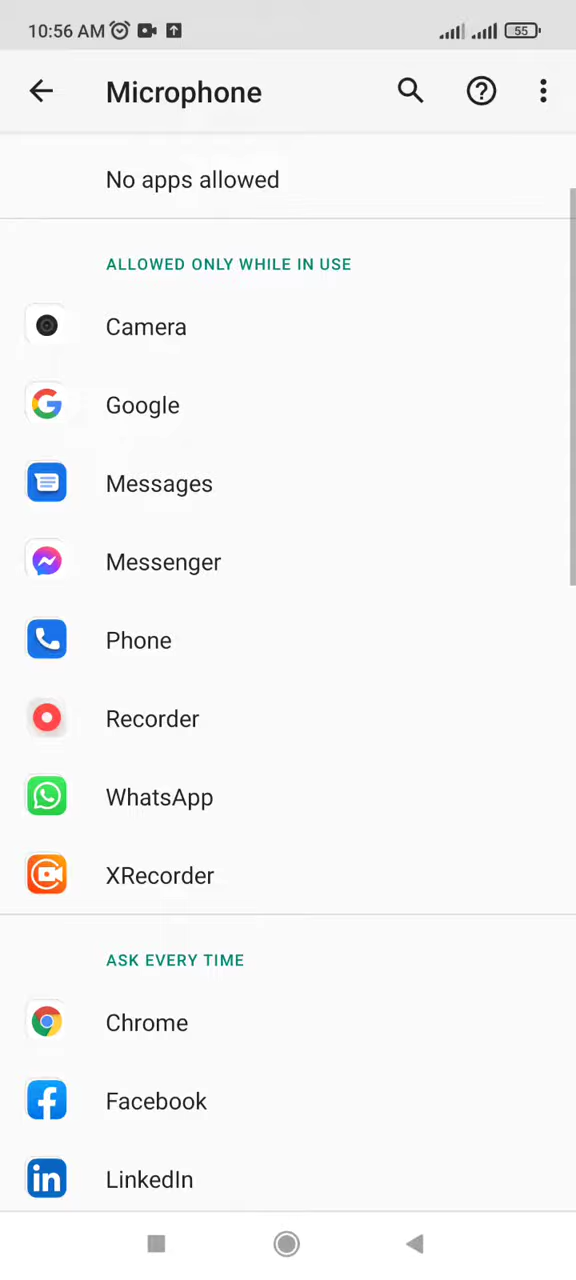 10:56 AM 55
Microphone
No apps allowed
ALLOWED ONLY WHILE IN USE
Camera
Google
Messages
Messenger
Phone
Recorder
WhatsApp
XRecorder
ASK EVERY TIME
Chrome
Facebook
LinkedIn